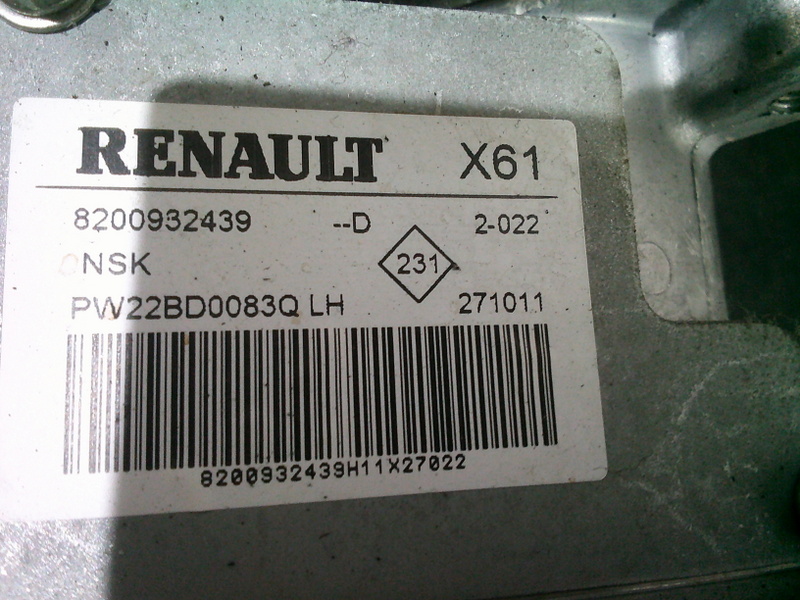 RENAULT X61
8200932439 --D 2-022
NSK 231
PW22BD0083Q LH 271011
8200932439H11X27022